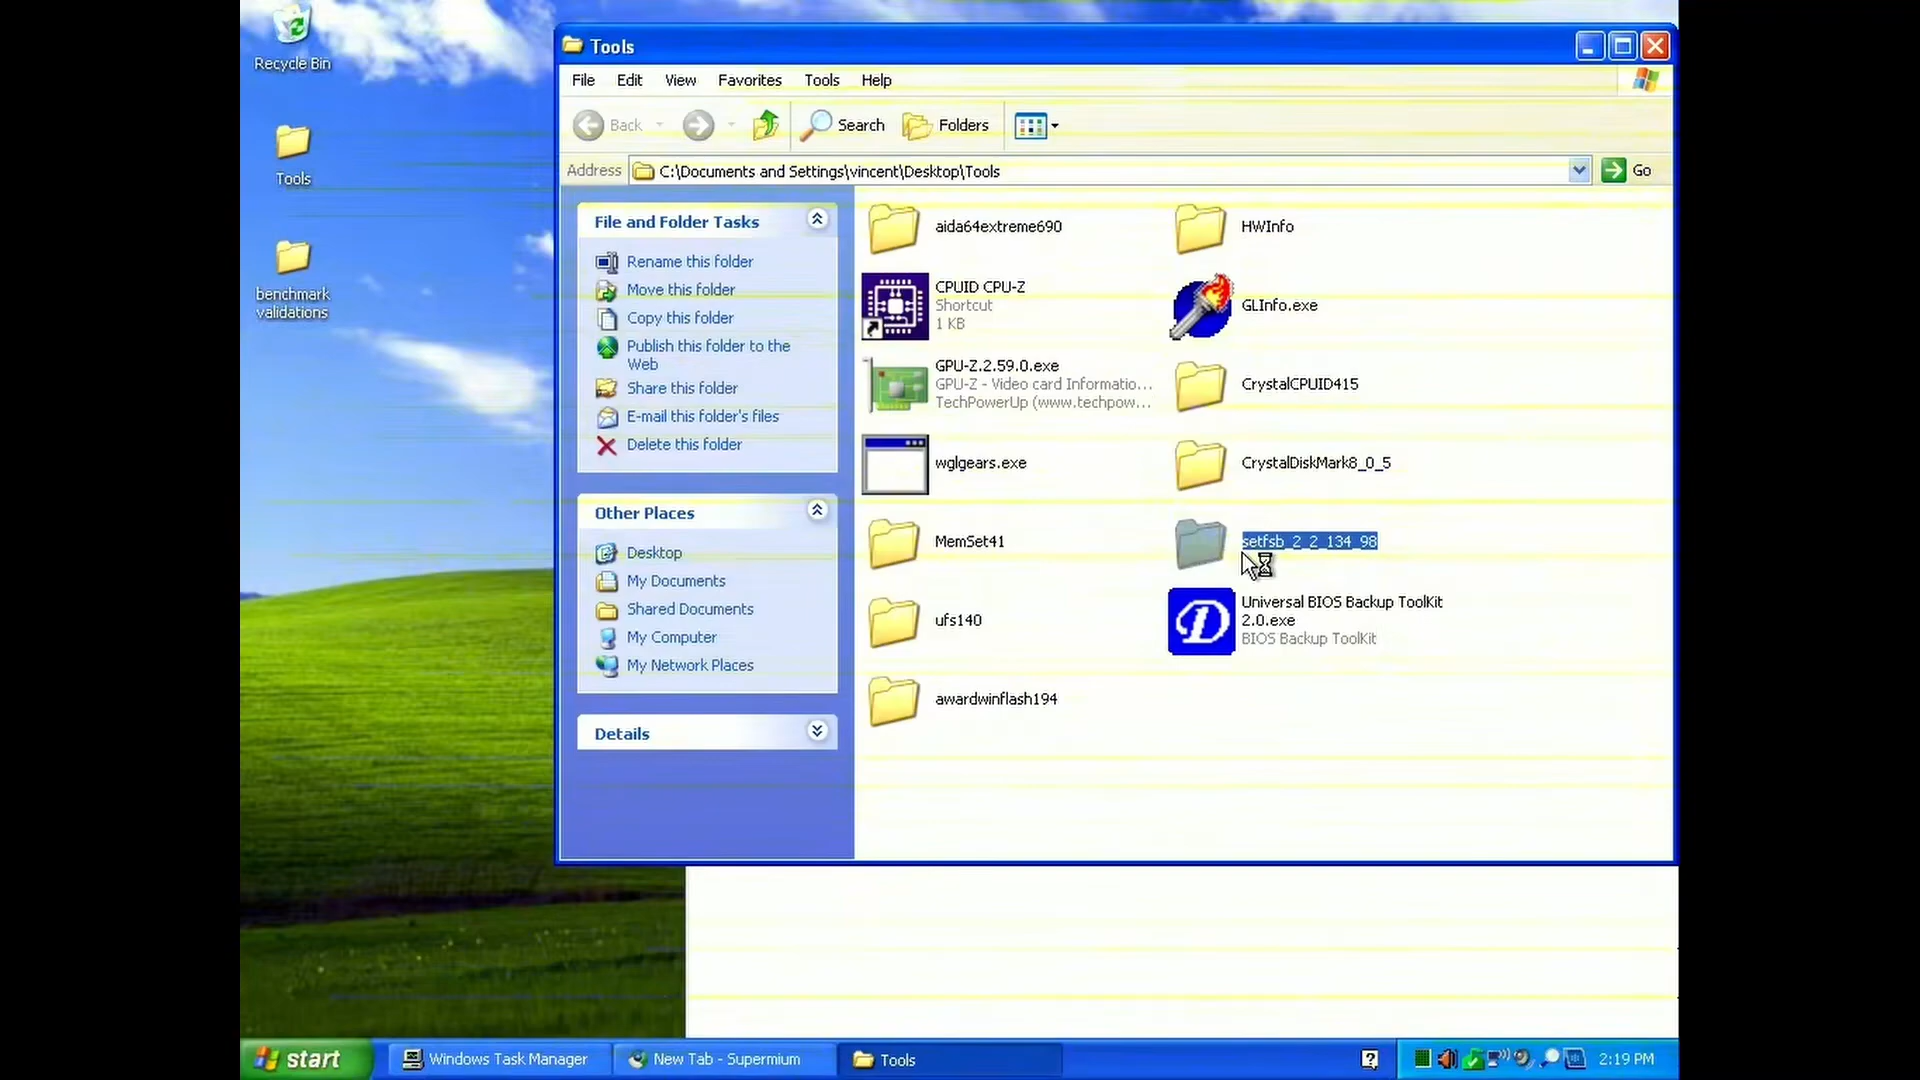 Recycle Bin
Tools
benchmark
validations
Tools
File Edit View Favorites Tools Help
Back Search Folders
Address C:\Documents and Settings\vincent\Desktop\Tools Go
File and Folder Tasks
Rename this folder
Move this folder
Copy this folder
Publish this folder to the
Web
Share this folder
E-mail this folder's files
Delete this folder
Other Places
Desktop
My Documents
Shared Documents
My Computer
My Network Places
Details
aida64extreme690
HWInfo
CPUID CPU-Z
Shortcut
1 KB
GLInfo.exe
GPU-Z.2.59.0.exe
GPU-Z - Video card Informatio...
TechPowerUp (www.techpow...
CrystalCPUID415
wglgears.exe
CrystalDiskMark8_0_5
MemSet41
setfsb_2_2_134_98
ufs140
Universal BIOS Backup ToolKit
2.0.exe
BIOS Backup ToolKit
awardwinflash194
start Windows Task Manager New Tab - Supermium Tools 2:19 PM